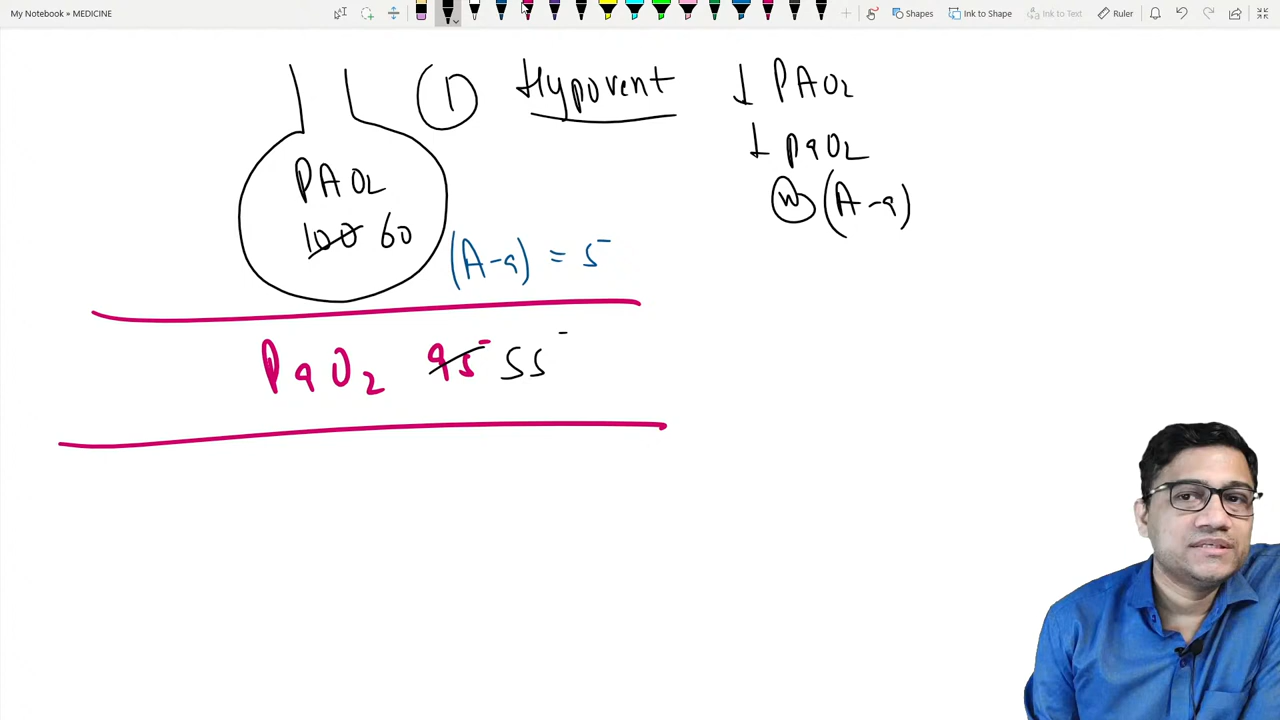 My Notebook » MEDICINE
Shapes
Ink to Shape
Ink to Text
Ruler
① Hypovent ↓ PAO2
↓ PaO2
Ⓝ (A-a)
PAO2
100 60
(A-a) = 5
PaO2 95 55